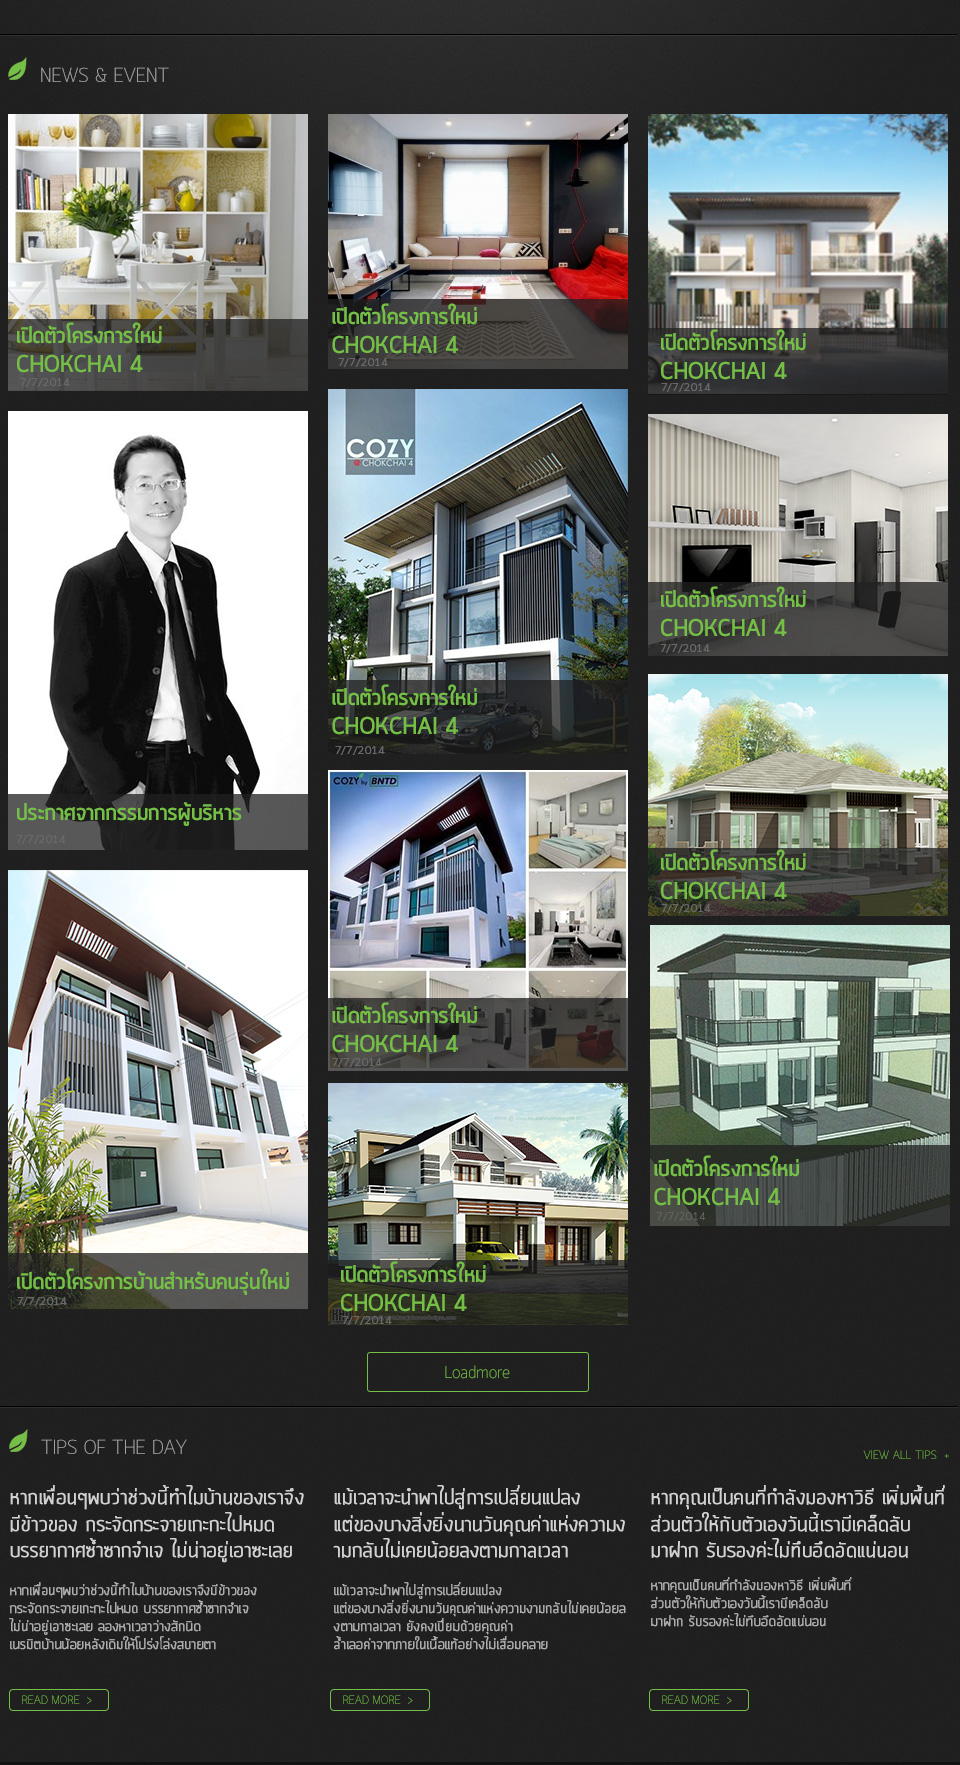 NEWS & EVENT
เปิดตัวโครงการใหม่
CHOKCHAI 4
7/7/2014
เปิดตัวโครงการใหม่
CHOKCHAI 4
7/7/2014
เปิดตัวโครงการใหม่
CHOKCHAI 4
7/7/2014
ประกาศจากกรรมการผู้บริหาร
7/7/2014
COZY
@ CHOKCHAI 4
เปิดตัวโครงการใหม่
CHOKCHAI 4
7/7/2014
เปิดตัวโครงการใหม่
CHOKCHAI 4
7/7/2014
เปิดตัวโครงการบ้านสำหรับคนรุ่นใหม่
7/7/2014
COZY by BNTD
เปิดตัวโครงการใหม่
CHOKCHAI 4
7/7/2014
เปิดตัวโครงการใหม่
CHOKCHAI 4
7/7/2014
เปิดตัวโครงการใหม่
CHOKCHAI 4
7/7/2014
เปิดตัวโครงการใหม่
CHOKCHAI 4
7/7/2014
Loadmore
TIPS OF THE DAY
VIEW ALL TIPS +
หากเพื่อนๆพบว่าช่วงนี้ทำไมบ้านของเราจึง
มีข้าวของ กระจัดกระจายเกะกะไปหมด
บรรยากาศซ้ำซากจำเจ ไม่น่าอยู่เอาซะเลย
หากเพื่อนๆพบว่าช่วงนี้ทำไมบ้านของเราจึงมีข้าวของ
กระจัดกระจายเกะกะไปหมด บรรยากาศซ้ำซากจำเจ
ไม่น่าอยู่เอาซะเลย ลองหาเวลาว่างสักนิด
เนรมิตบ้านน้อยหลังเดิมให้โปร่งโล่งสบายตา
READ MORE >
แม้เวลาจะนำพาไปสู่การเปลี่ยนแปลง
แต่ของบางสิ่งยิ่งนานวันคุณค่าแห่งความง
ามกลับไม่เคยน้อยลงตามกาลเวลา
แม้เวลาจะนำพาไปสู่การเปลี่ยนแปลง
แต่ของบางสิ่งยิ่งนานวันคุณค่าแห่งความงามกลับไม่เคยน้อยล
งตามกาลเวลา ยังคงเปี่ยมด้วยคุณค่า
ล้ำเลอค่าจากภายในเนื้อแท้อย่างไม่เสื่อมคลาย
READ MORE >
หากคุณเป็นคนที่กำลังมองหาวิธี เพิ่มพื้นที่
ส่วนตัวให้กับตัวเองวันนี้เรามีเคล็ดลับ
มาฝาก รับรองค่ะไม่ทึบอึดอัดแน่นอน
หากคุณเป็นคนที่กำลังมองหาวิธี เพิ่มพื้นที่
ส่วนตัวให้กับตัวเองวันนี้เรามีเคล็ดลับ
มาฝาก รับรองค่ะไม่ทึบอึดอัดแน่นอน
READ MORE >